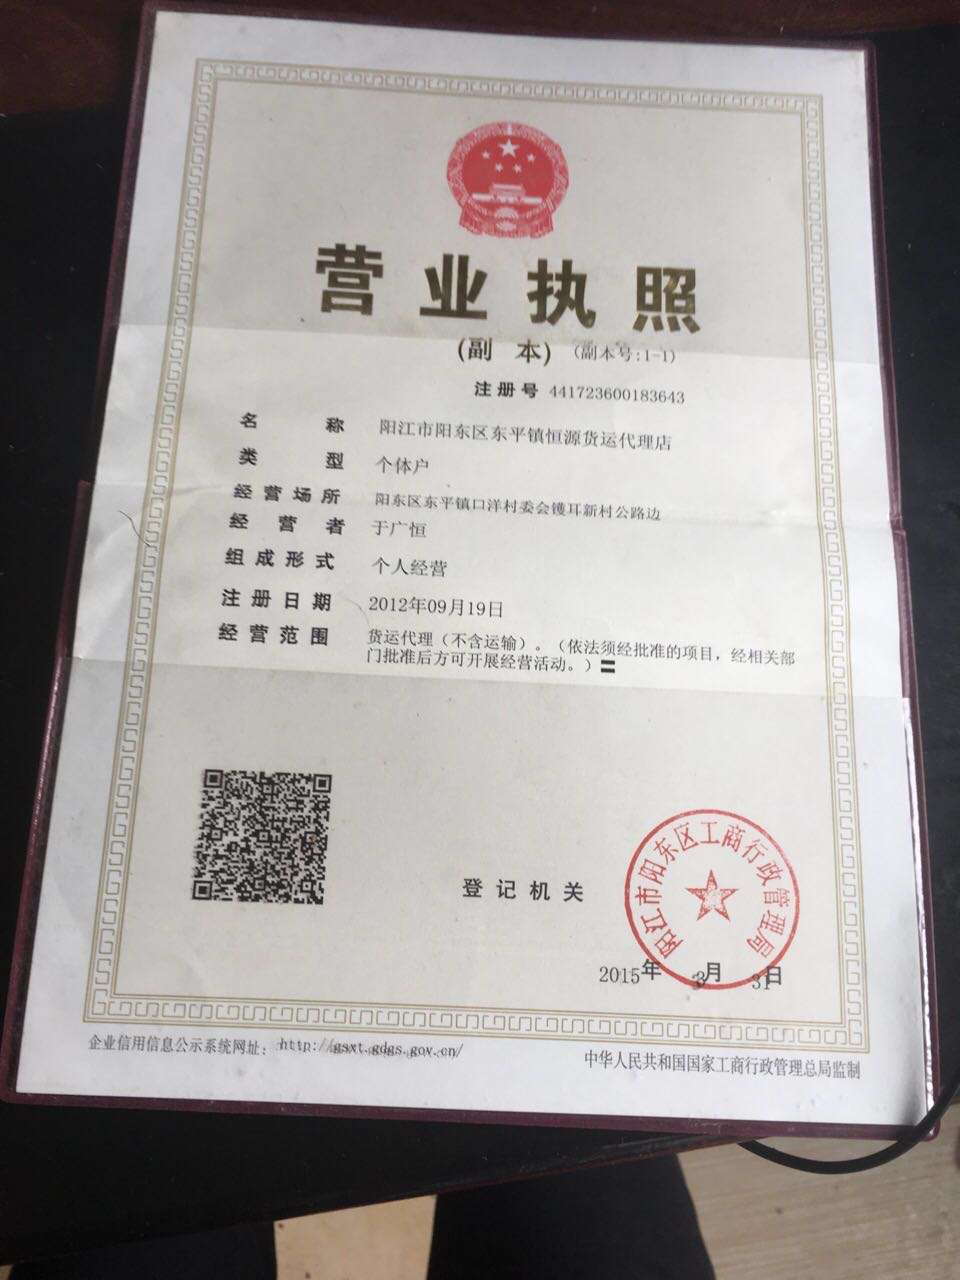 营业执照
(副 本) (副本号:1-1)
注册号 441723600183643
名称 阳江市阳东区东平镇恒源货运代理店
类型 个体户
经营场所 阳东区东平镇口洋村委会镬耳新村公路边
经营者 于广恒
组成形式 个人经营
注册日期 2012年09月19日
经营范围 货运代理（不含运输）。（依法须经批准的项目，经相关部
门批准后方可开展经营活动。）〓
阳江市阳东区工商行政管理局
登记机关
2015年 3月 31日
企业信用信息公示系统网址：http://gsxt.gdgs.gov.cn/
中华人民共和国国家工商行政管理总局监制